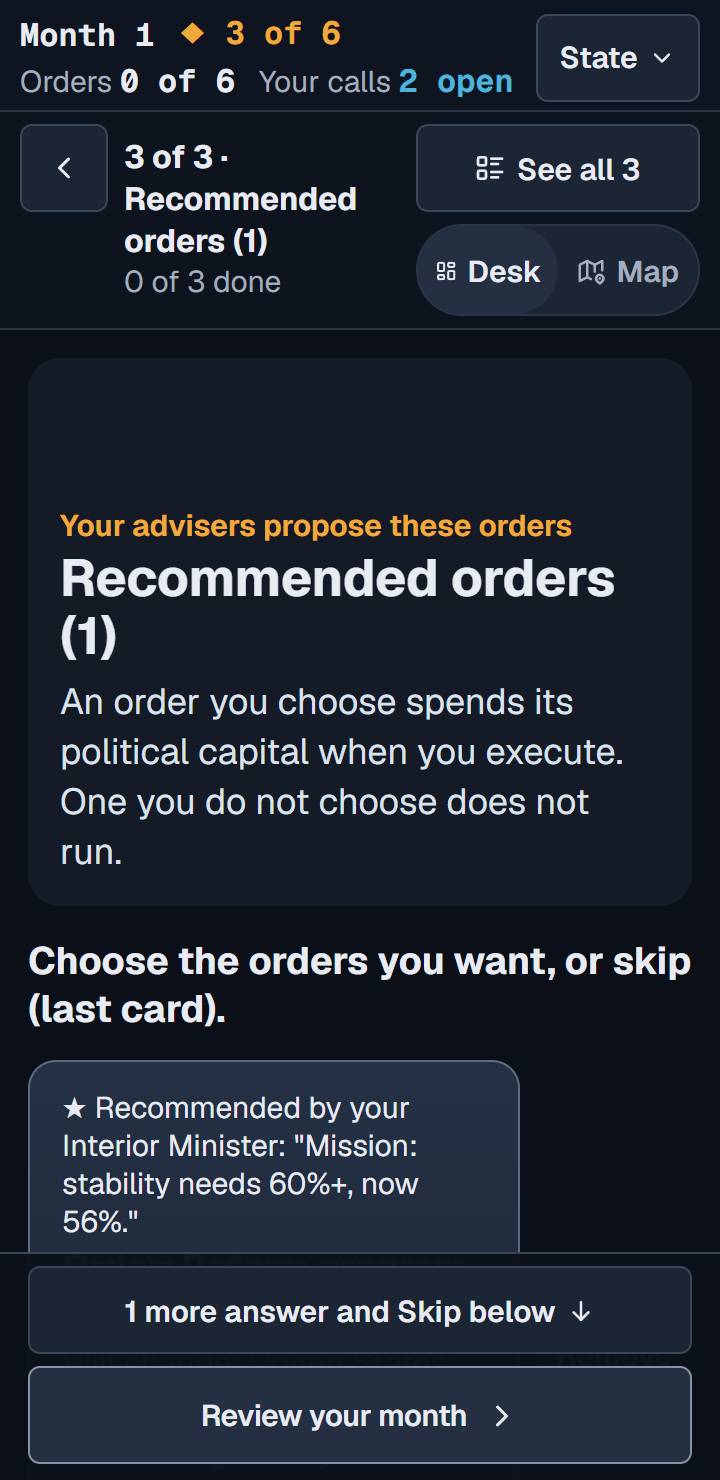 Month 1 ◆ 3 of 6
Orders 0 of 6 Your calls 2 open
State
3 of 3 ·
Recommended
orders (1)
0 of 3 done
See all 3
Desk
Map
Your advisers propose these orders
Recommended orders
(1)
An order you choose spends its
political capital when you execute.
One you do not choose does not
run.
Choose the orders you want, or skip
(last card).
★ Recommended by your
Interior Minister: "Mission:
stability needs 60%+, now
56%."
1 more answer and Skip below ↓
Review your month